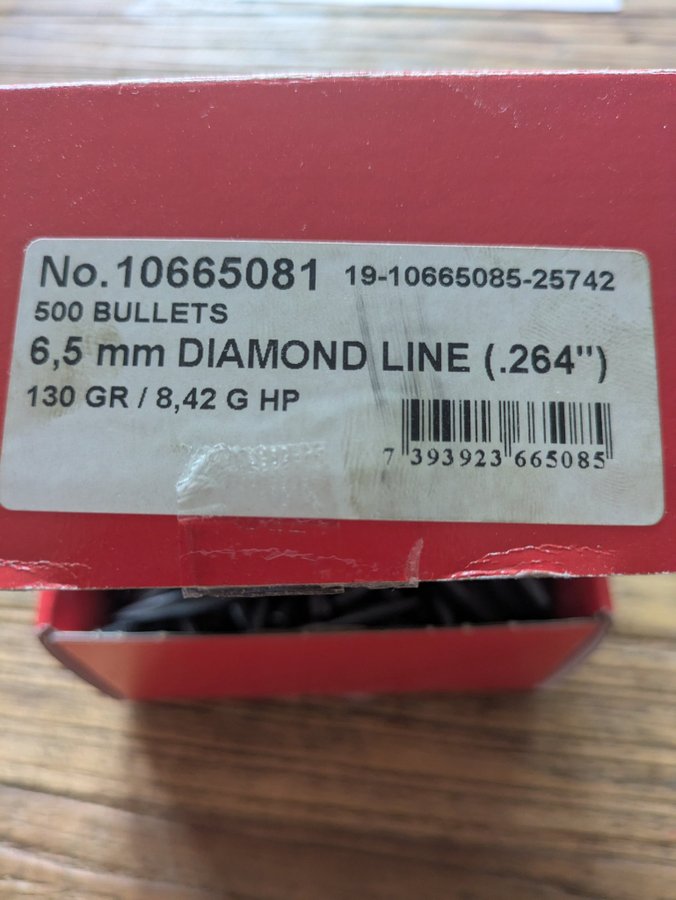 No.10665081 19-10665085-25742
500 BULLETS
6,5 mm DIAMOND LINE (.264")
130 GR / 8,42 G HP
7 393923 665085